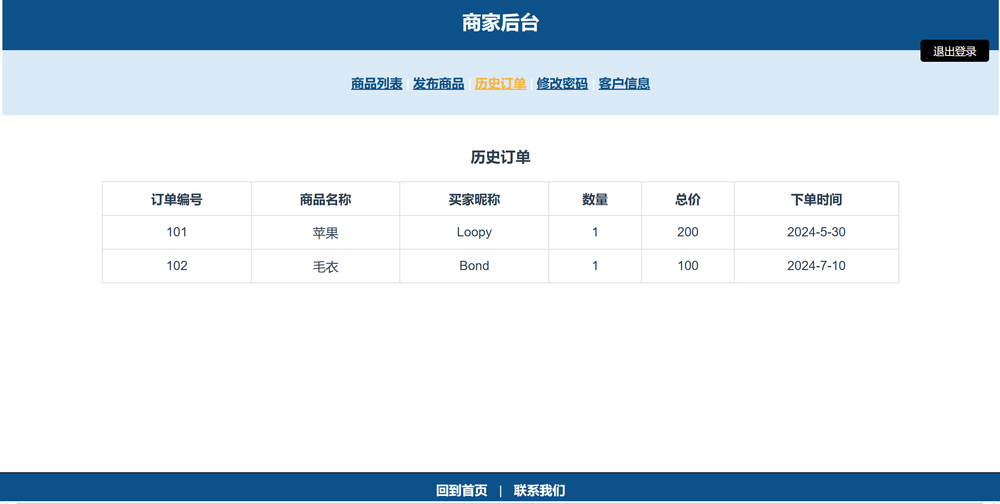 商家后台
退出登录
商品列表 | 发布商品 | 历史订单 | 修改密码 | 客户信息
历史订单
订单编号 商品名称 买家昵称 数量 总价 下单时间
101 苹果 Loopy 1 200 2024-5-30
102 毛衣 Bond 1 100 2024-7-10
回到首页 | 联系我们